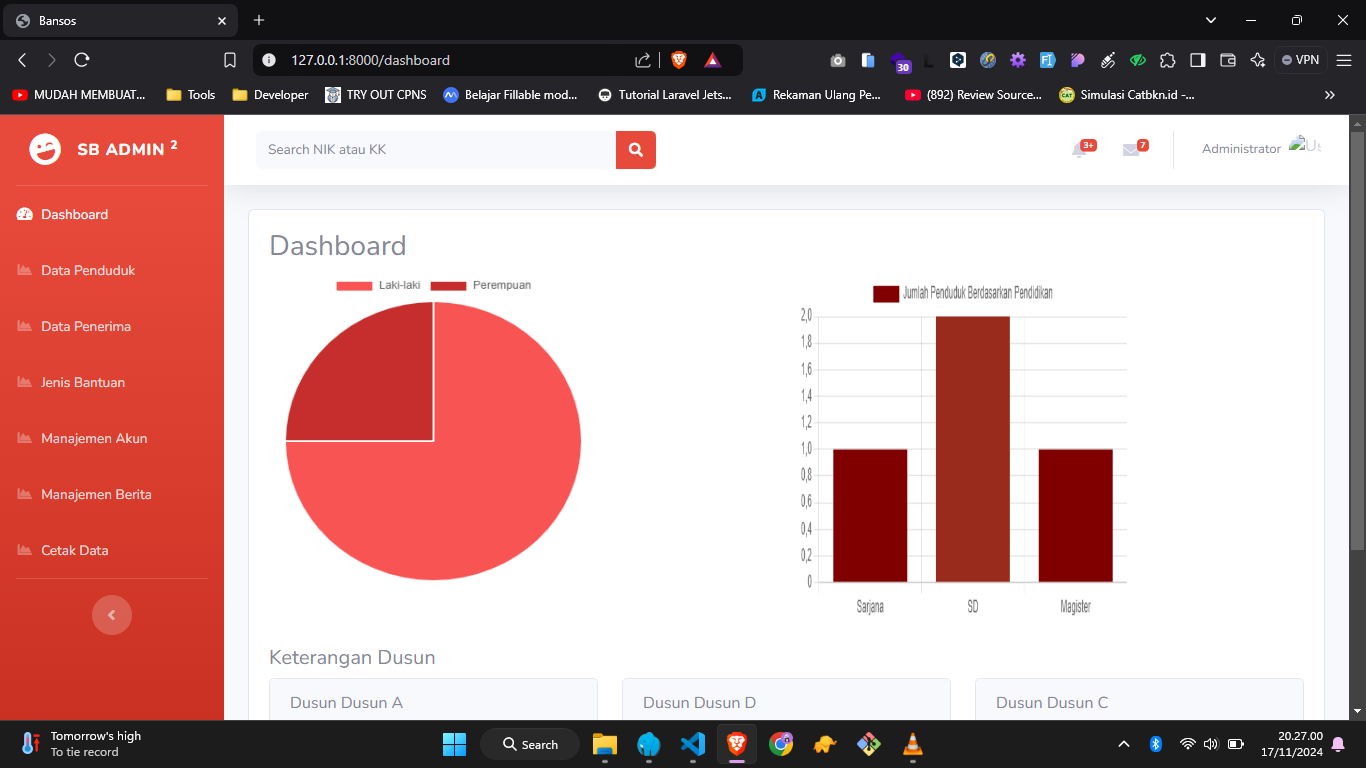 Bansos
127.0.0.1:8000/dashboard
30
VPN
MUDAH MEMBUAT...
Tools
Developer
TRY OUT CPNS
Belajar Fillable mod...
Tutorial Laravel Jets...
Rekaman Ulang Pe...
(892) Review Source...
CAT
Simulasi Catbkn.id -...
SB ADMIN 2
Search NIK atau KK
3+
7
Administrator
Us
Dashboard
Data Penduduk
Data Penerima
Jenis Bantuan
Manajemen Akun
Manajemen Berita
Cetak Data
Dashboard
Laki-laki
Perempuan
Jumlah Penduduk Berdasarkan Pendidikan
2,0
1,8
1,6
1,4
1,2
1,0
0,8
0,6
0,4
0,2
0
Sarjana
SD
Magister
Keterangan Dusun
Dusun Dusun A
Dusun Dusun D
Dusun Dusun C
Tomorrow's high
To tie record
Search
20.27.00
17/11/2024